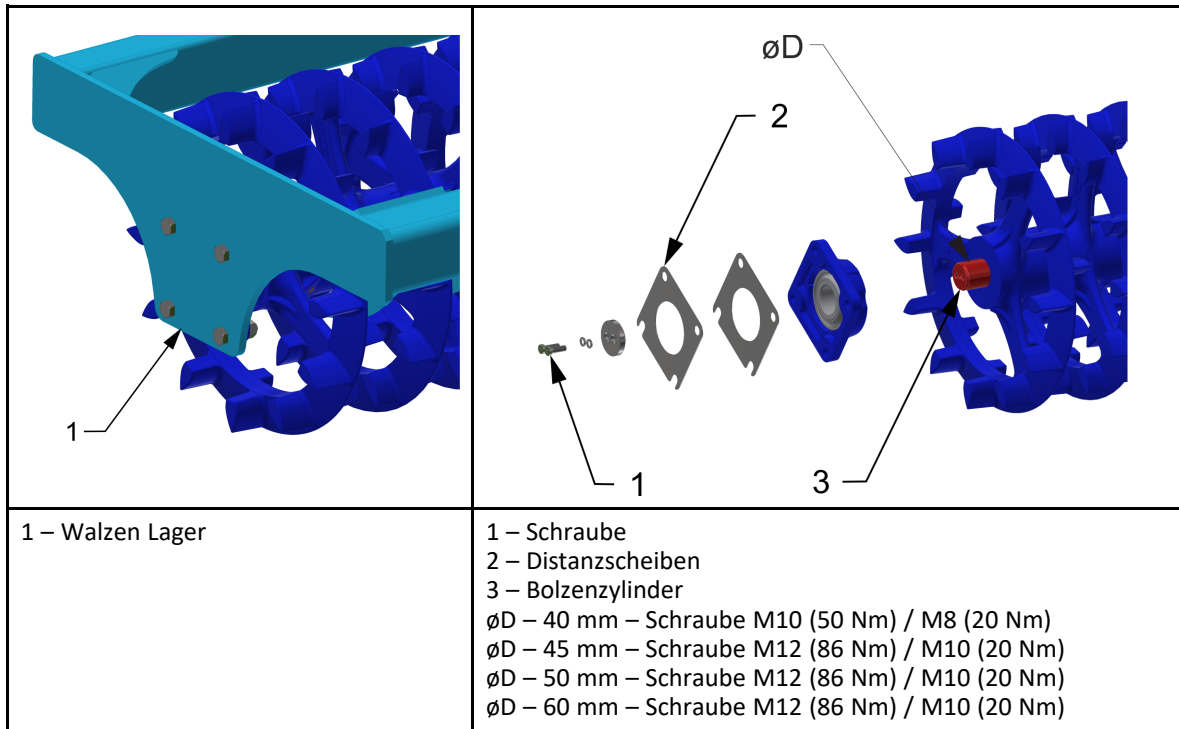 1
øD
2
1
3
1 – Walzen Lager
1 – Schraube
2 – Distanzscheiben
3 – Bolzenzylinder
øD – 40 mm – Schraube M10 (50 Nm) / M8 (20 Nm)
øD – 45 mm – Schraube M12 (86 Nm) / M10 (20 Nm)
øD – 50 mm – Schraube M12 (86 Nm) / M10 (20 Nm)
øD – 60 mm – Schraube M12 (86 Nm) / M10 (20 Nm)